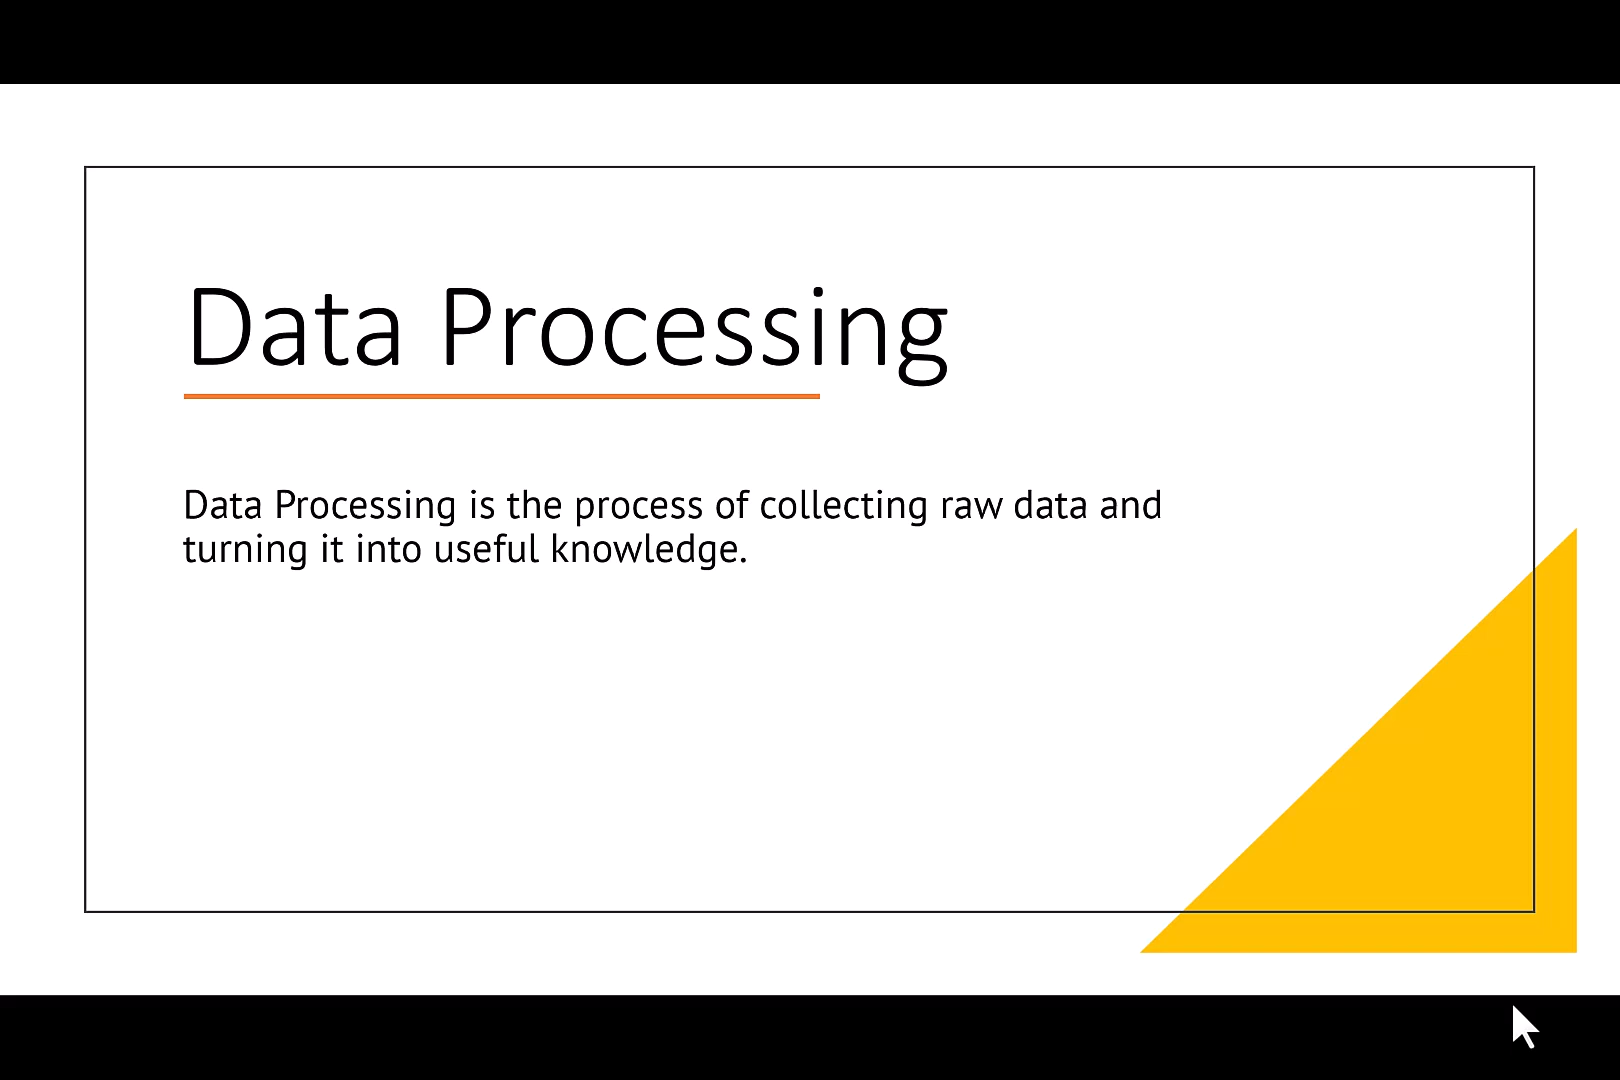 Data Processing
Data Processing is the process of collecting raw data and
turning it into useful knowledge.